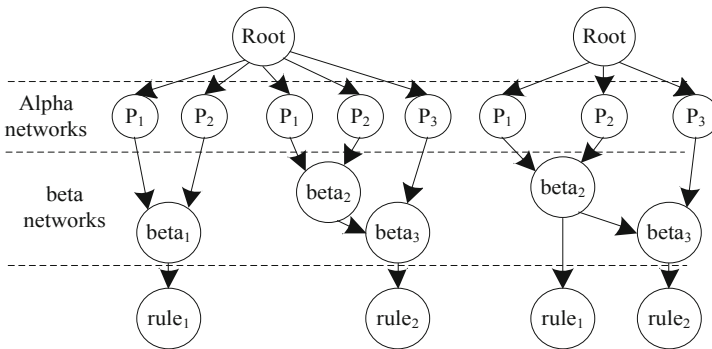 Root Root
Alpha networks
P₁ P₂ P₁ P₂ P₃ P₁ P₂ P₃
beta networks
beta₂ beta₂
beta₁ beta₃ beta₃
rule₁ rule₂ rule₁ rule₂